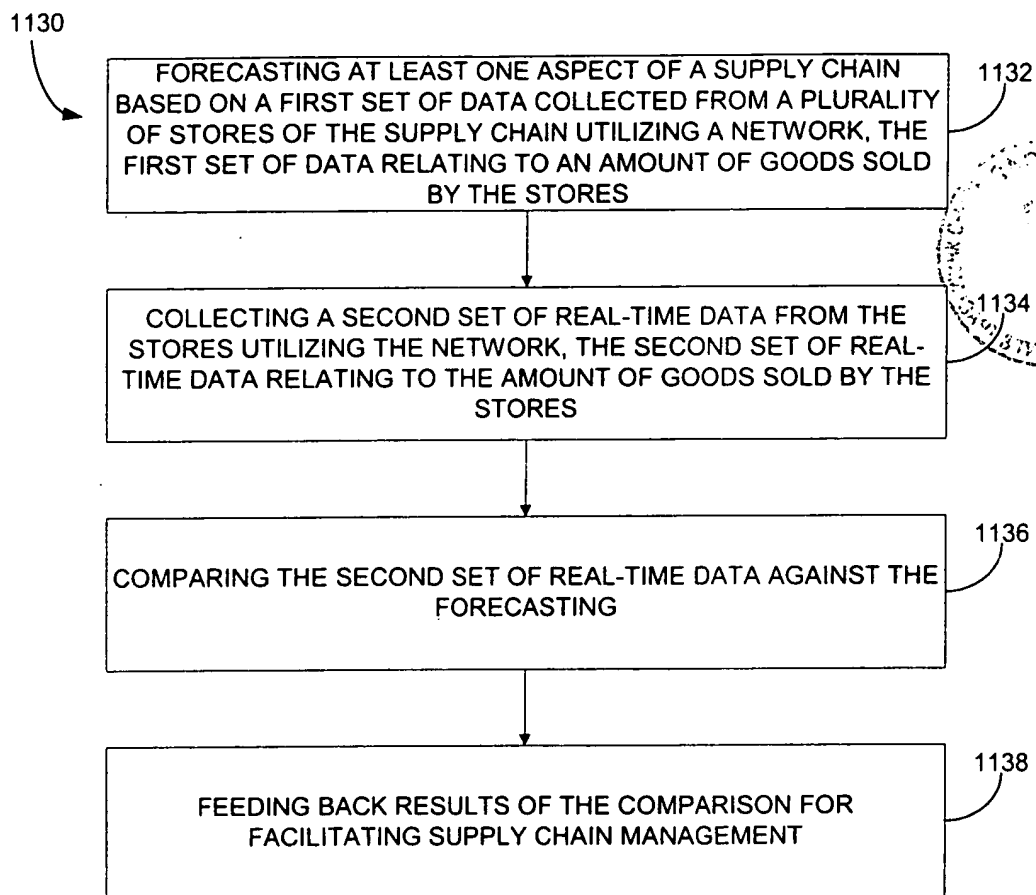 1130
FORECASTING AT LEAST ONE ASPECT OF A SUPPLY CHAIN
BASED ON A FIRST SET OF DATA COLLECTED FROM A PLURALITY
OF STORES OF THE SUPPLY CHAIN UTILIZING A NETWORK, THE
FIRST SET OF DATA RELATING TO AN AMOUNT OF GOODS SOLD
BY THE STORES
1132
COLLECTING A SECOND SET OF REAL-TIME DATA FROM THE
STORES UTILIZING THE NETWORK, THE SECOND SET OF REAL-
TIME DATA RELATING TO THE AMOUNT OF GOODS SOLD BY THE
STORES
1134
COMPARING THE SECOND SET OF REAL-TIME DATA AGAINST THE
FORECASTING
1136
FEEDING BACK RESULTS OF THE COMPARISON FOR
FACILITATING SUPPLY CHAIN MANAGEMENT
1138